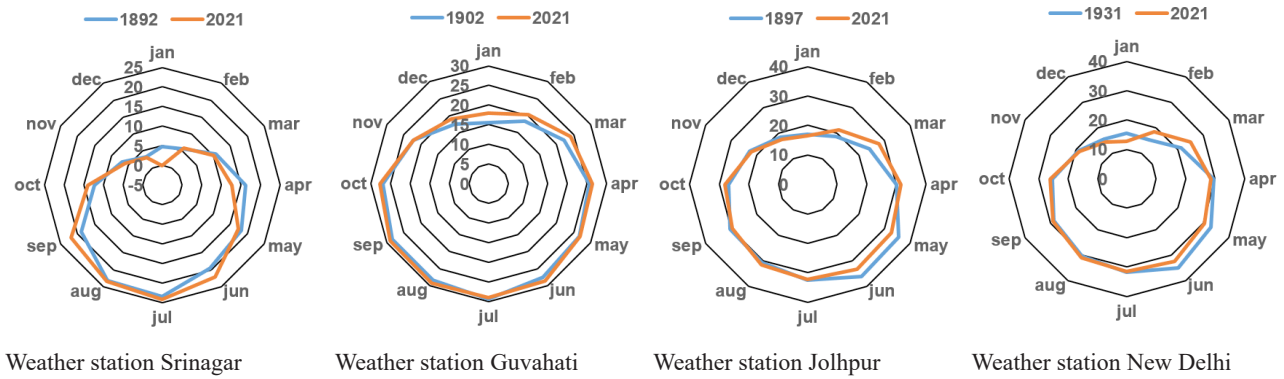 1892 2021
jan
feb
mar
apr
may
jun
jul
aug
sep
oct
nov
dec
25
20
15
10
5
0
-5
Weather station Srinagar
1902 2021
jan
feb
mar
apr
may
jun
jul
aug
sep
oct
nov
dec
30
25
20
15
10
5
0
Weather station Guvahati
1897 2021
jan
feb
mar
apr
may
jun
jul
aug
sep
oct
nov
dec
40
30
20
10
0
Weather station Jolhpur
1931 2021
jan
feb
mar
apr
may
jun
jul
aug
sep
oct
nov
dec
40
30
20
10
0
Weather station New Delhi